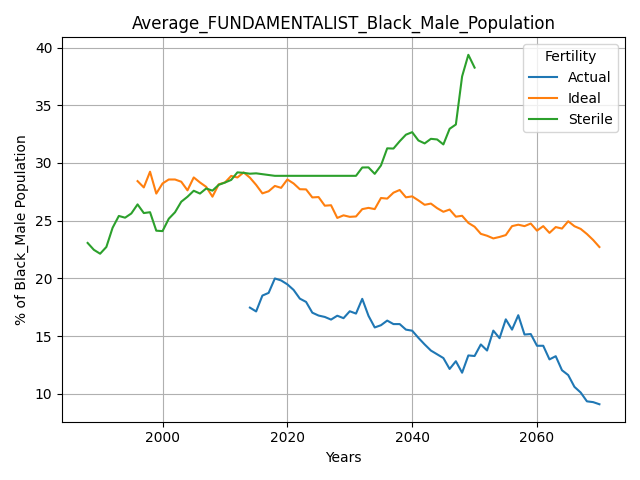 Average_FUNDAMENTALIST_Black_Male_Population
% of Black_Male Population
40
35
30
25
20
15
10
Fertility
Actual
Ideal
Sterile
2000
2020
2040
2060
Years